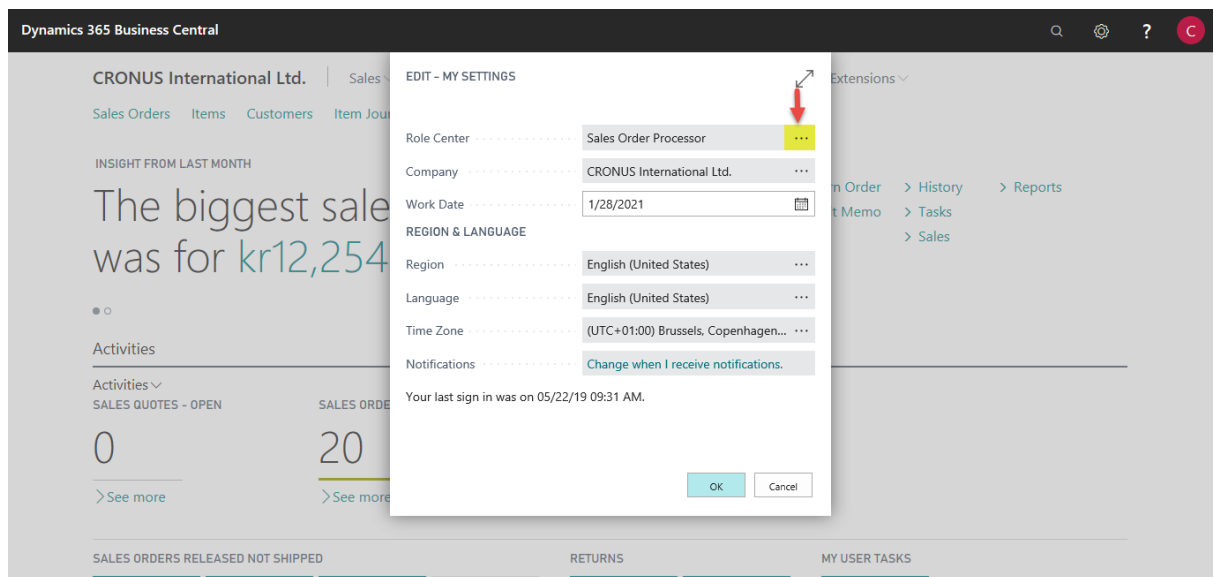 Dynamics 365 Business Central
?
C
CRONUS International Ltd.
Sales
Extensions
Sales Orders Items Customers Item Jou
INSIGHT FROM LAST MONTH
The biggest sale
was for kr12,254
n Order > History > Reports
t Memo > Tasks
> Sales
Activities
Activities
SALES QUOTES - OPEN SALES ORDE
0 20
>See more >See more
EDIT - MY SETTINGS
Role Center Sales Order Processor ...
Company CRONUS International Ltd. ...
Work Date 1/28/2021
REGION & LANGUAGE
Region English (United States) ...
Language English (United States) ...
Time Zone (UTC+01:00) Brussels, Copenhagen... ...
Notifications Change when I receive notifications.
Your last sign in was on 05/22/19 09:31 AM.
OK Cancel
SALES ORDERS RELEASED NOT SHIPPED RETURNS MY USER TASKS